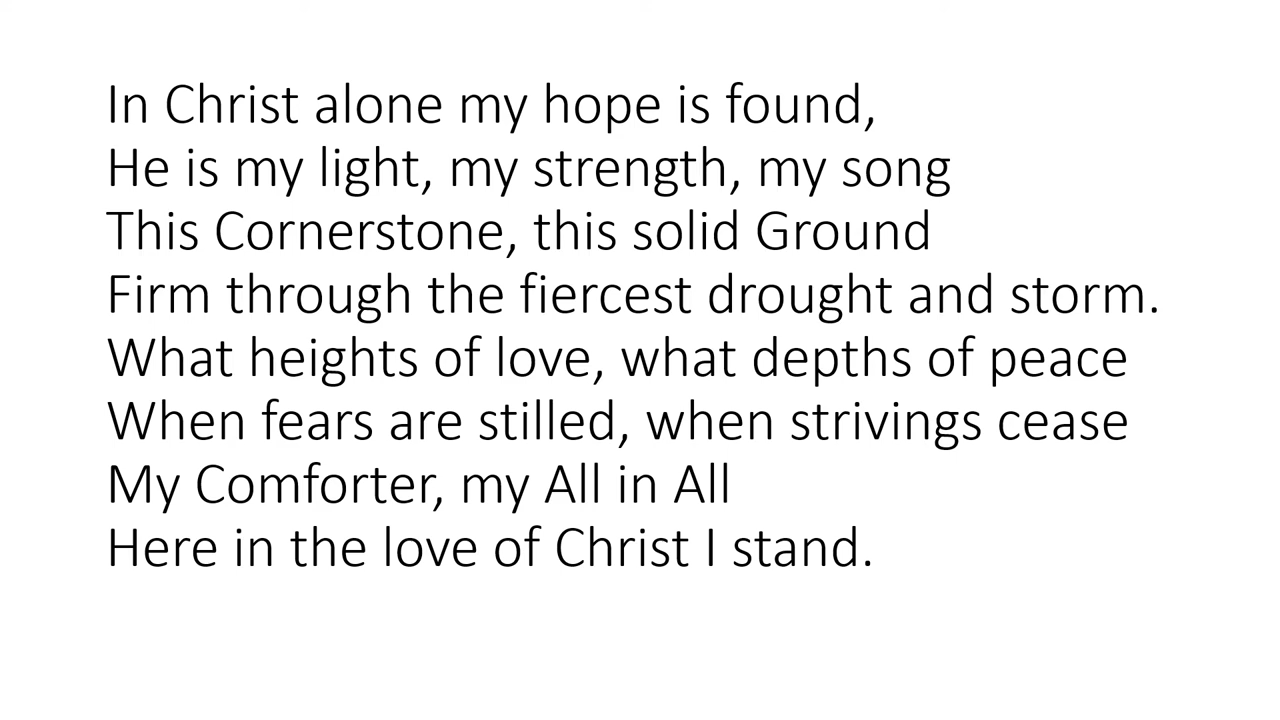 In Christ alone my hope is found,
He is my light, my strength, my song
This Cornerstone, this solid Ground
Firm through the fiercest drought and storm.
What heights of love, what depths of peace
When fears are stilled, when strivings cease
My Comforter, my All in All
Here in the love of Christ I stand.